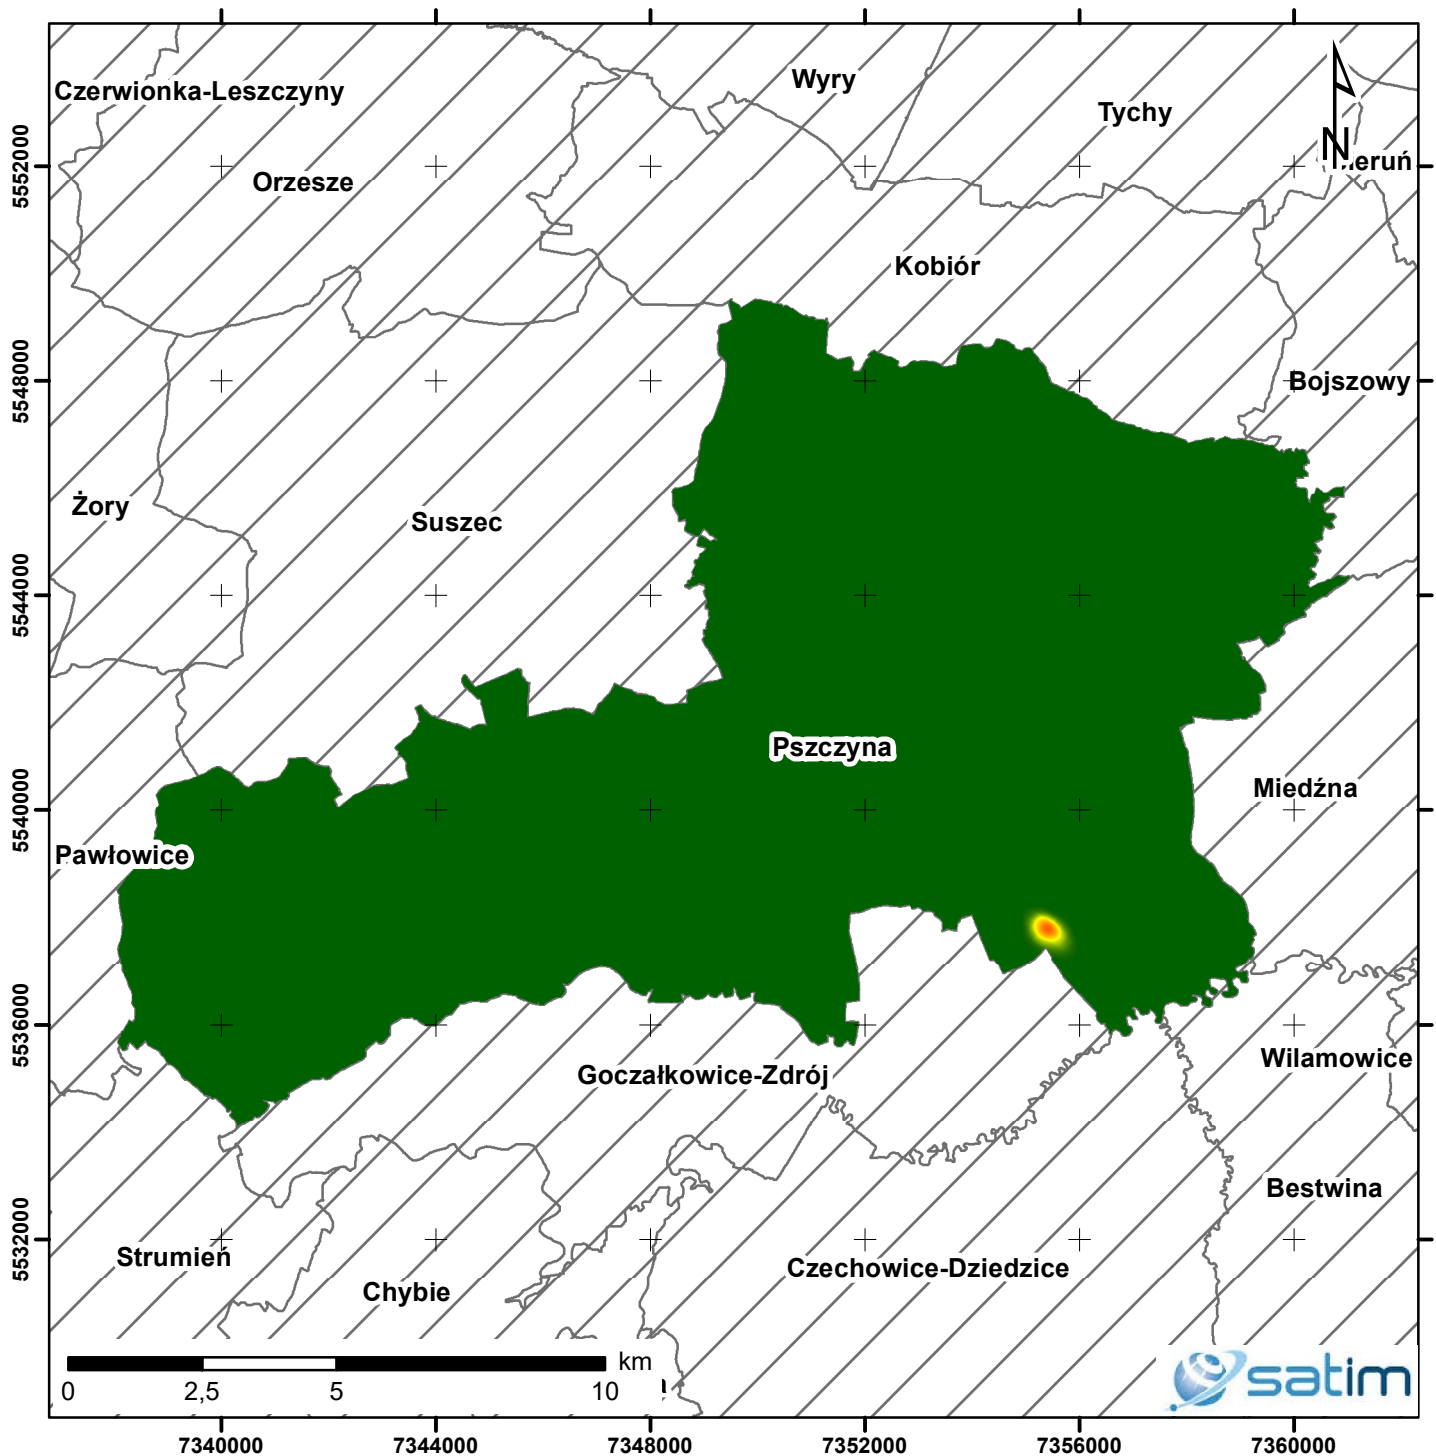 Wyry
Czerwionka-Leszczyny
Tychy
N
Orzesze
Kobiór
Bojszowy
Żory
Suszec
Pszczyna
Miedźna
Pawłowice
Wilamowice
Goczałkowice-Zdrój
Bestwina
Strumień
Czechowice-Dziedzice
Chybie
km
0 2,5 5 10
satim
5552000
5548000
5544000
5540000
5536000
5532000
7340000 7344000 7348000 7352000 7356000 7360000